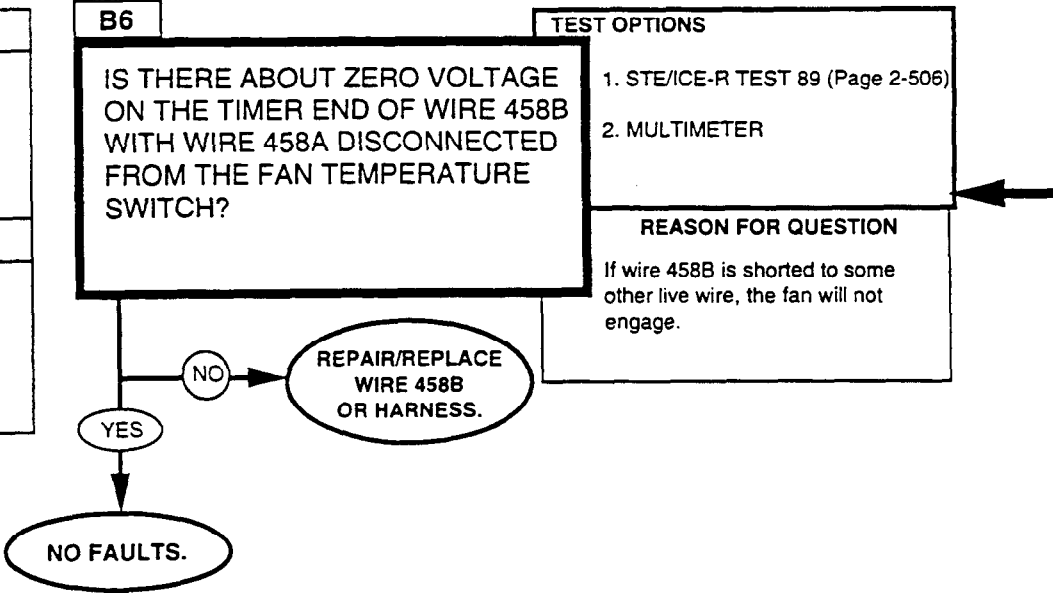 B6
IS THERE ABOUT ZERO VOLTAGE
ON THE TIMER END OF WIRE 458B
WITH WIRE 458A DISCONNECTED
FROM THE FAN TEMPERATURE
SWITCH?
TEST OPTIONS
1. STE/ICE-R TEST 89 (Page 2-506)
2. MULTIMETER
REASON FOR QUESTION
If wire 458B is shorted to some
other live wire, the fan will not
engage.
NO
REPAIR/REPLACE
WIRE 458B
OR HARNESS.
YES
NO FAULTS.